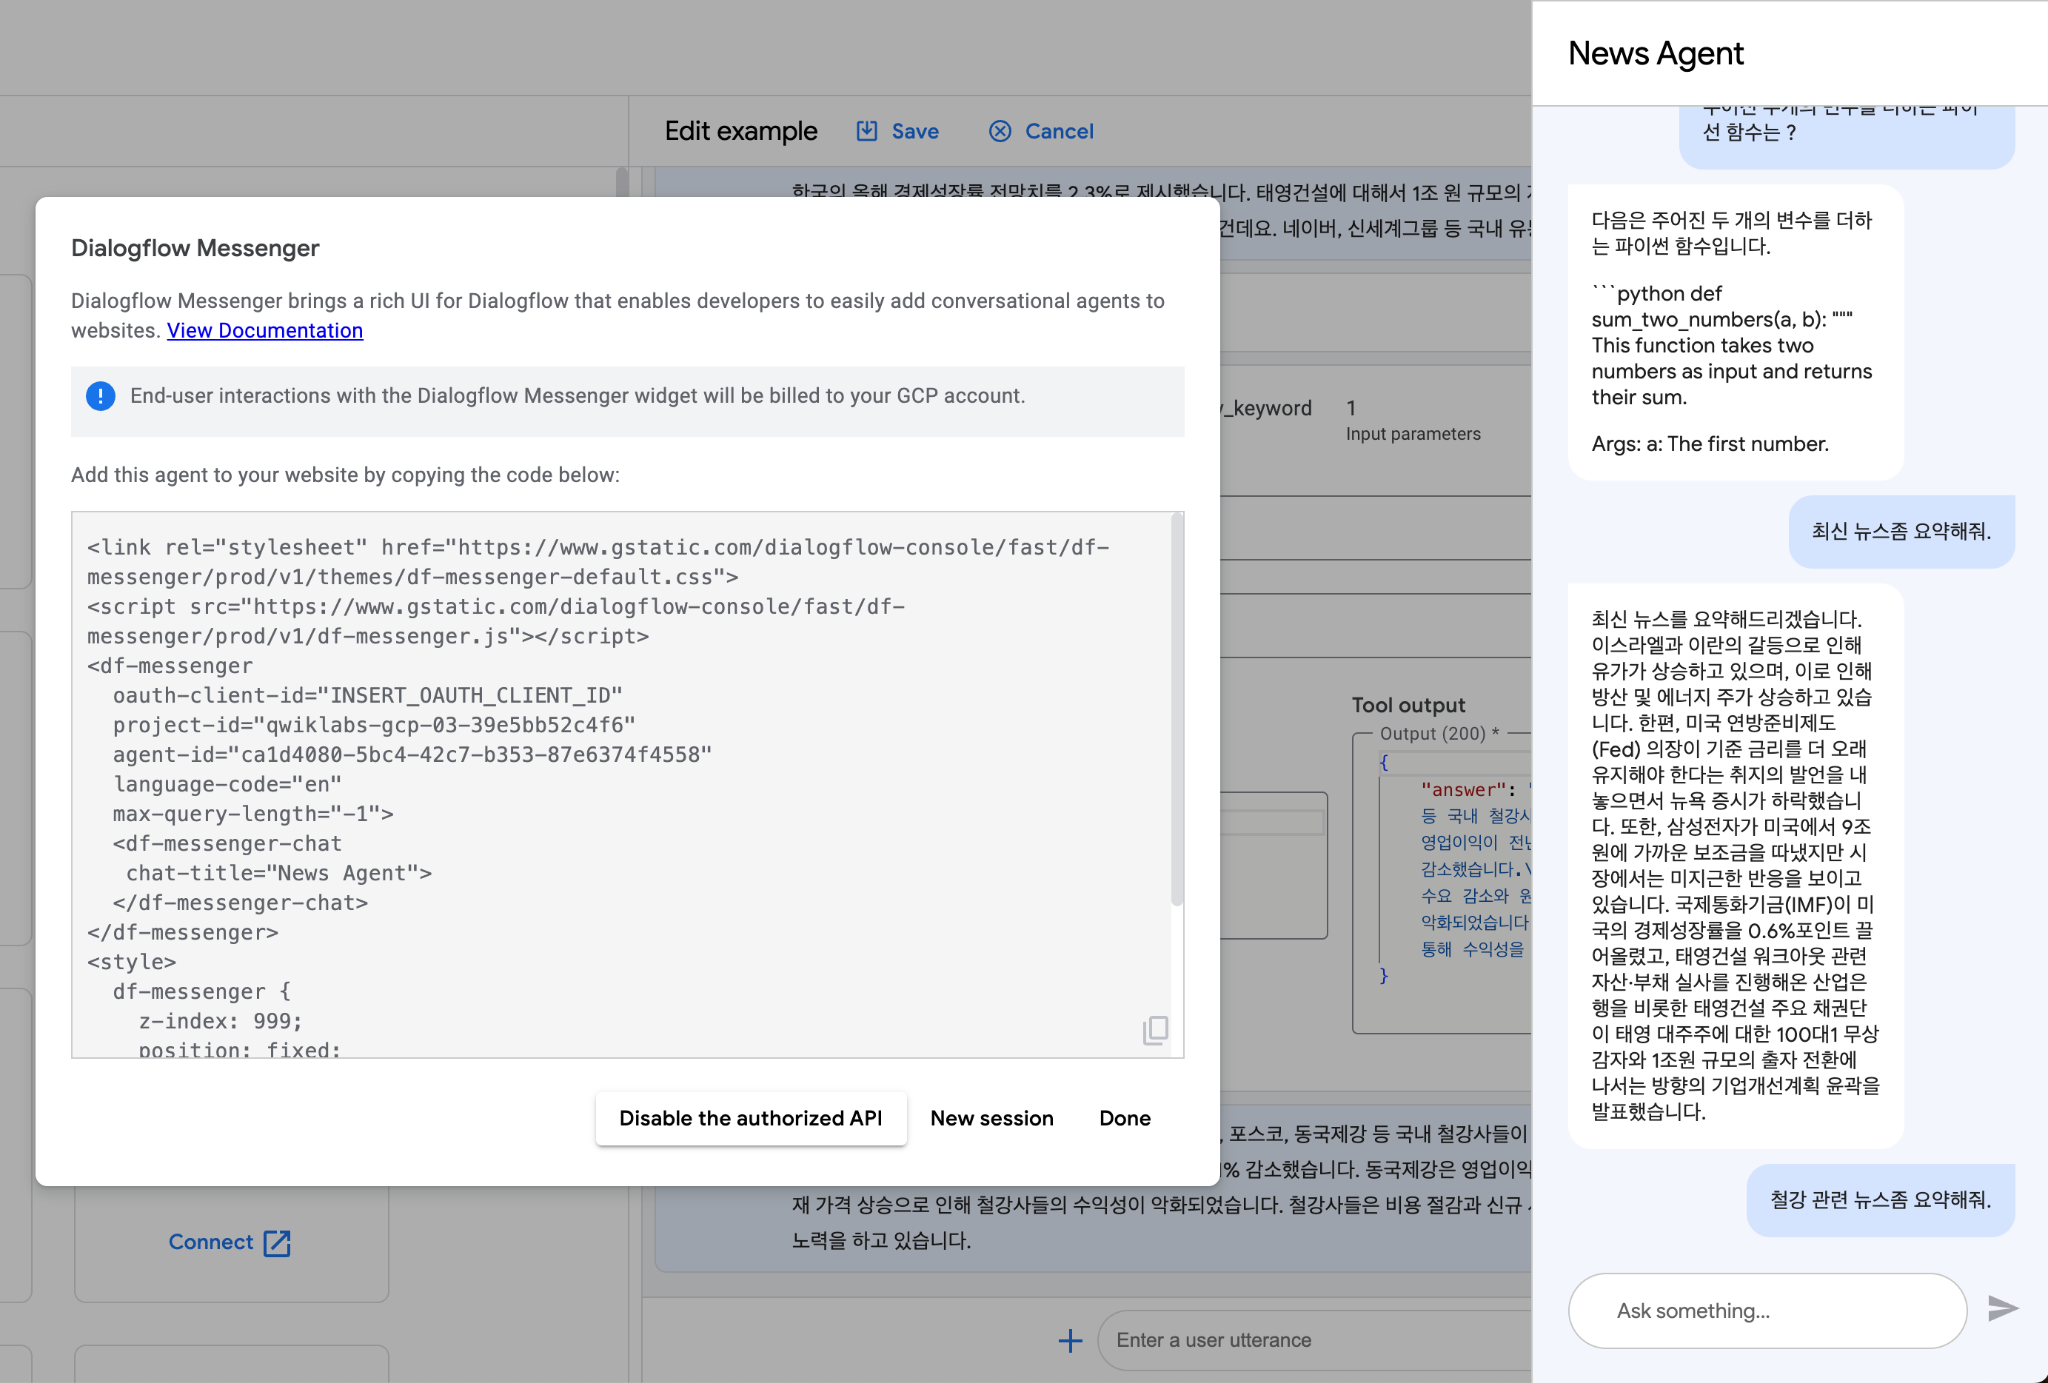 Edit example
Save
Cancel
한국의 올해 경제성장률 전망치를 2.3%로 제시했습니다. 태영건설에 대해서 1조 원 규모의
건데요. 네이버, 신세계그룹 등 국내
_keyword
1
Input parameters
Tool output
Output (200) *
{
"answer":
등 국내 철강사
영업이익이
감소했습니다.\
수요 감소와
악화되었습니다
통해 수익성을
}
, 포스코, 동국제강 등 국내 철강사들이
% 감소했습니다. 동국제강은 영업이익
재 가격 상승으로 인해 철강사들의 수익성이 악화되었습니다. 철강사들은 비용 절감과 신규
노력을 하고 있습니다.
Connect
Enter a user utterance
Dialogflow Messenger
Dialogflow Messenger brings a rich UI for Dialogflow that enables developers to easily add conversational agents to
websites. View Documentation
End-user interactions with the Dialogflow Messenger widget will be billed to your GCP account.
Add this agent to your website by copying the code below:
<link rel="stylesheet" href="https://www.gstatic.com/dialogflow-console/fast/df-
messenger/prod/v1/themes/df-messenger-default.css">
<script src="https://www.gstatic.com/dialogflow-console/fast/df-
messenger/prod/v1/df-messenger.js"></script>
<df-messenger
oauth-client-id="INSERT_OAUTH_CLIENT_ID"
project-id="qwiklabs-gcp-03-39e5bb52c4f6"
agent-id="ca1d4080-5bc4-42c7-b353-87e6374f4558"
language-code="en"
max-query-length="-1">
<df-messenger-chat
chat-title="News Agent">
</df-messenger-chat>
</df-messenger>
<style>
df-messenger {
z-index: 999;
position: fixed;
Disable the authorized API
New session
Done
News Agent
주어진 두개의 변수를 더하는 파이
선 함수는 ?
다음은 주어진 두 개의 변수를 더하
는 파이썬 함수입니다.
```python def
sum_two_numbers(a, b): """
This function takes two
numbers as input and returns
their sum.
Args: a: The first number.
최신 뉴스좀 요약해줘.
최신 뉴스를 요약해드리겠습니다.
이스라엘과 이란의 갈등으로 인해
유가가 상승하고 있으며, 이로 인해
방산 및 에너지 주가 상승하고 있습
니다. 한편, 미국 연방준비제도
(Fed) 의장이 기준 금리를 더 오래
유지해야 한다는 취지의 발언을 내
놓으면서 뉴욕 증시가 하락했습니
다. 또한, 삼성전자가 미국에서 9조
원에 가까운 보조금을 따냈지만 시
장에서는 미지근한 반응을 보이고
있습니다. 국제통화기금(IMF)이 미
국의 경제성장률을 0.6%포인트 끌
어올렸고, 태영건설 워크아웃 관련
자산·부채 실사를 진행해온 산업은
행을 비롯한 태영건설 주요 채권단
이 태영 대주주에 대한 100대1 무상
감자와 1조원 규모의 출자 전환에
나서는 방향의 기업개선계획 윤곽을
발표했습니다.
철강 관련 뉴스좀 요약해줘.
Ask something...